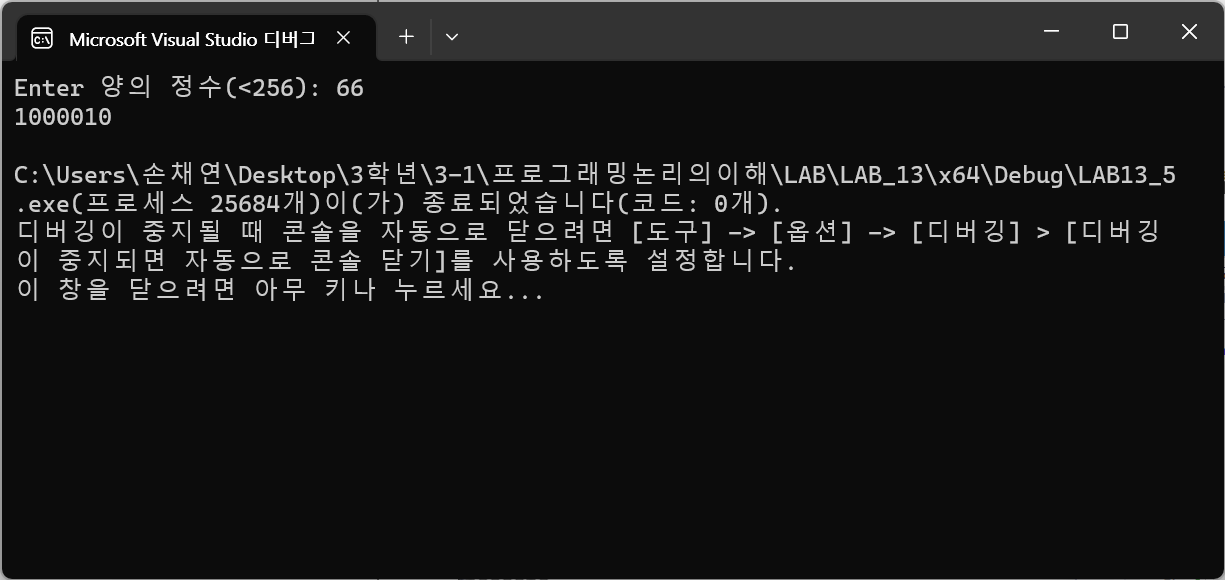 Microsoft Visual Studio 디버그
Enter 양의 정수(<256): 66
1000010
C:\Users\손채연\Desktop\3학년\3-1\프로그래밍논리의이해\LAB\LAB_13\x64\Debug\LAB13_5
.exe(프로세스 25684개)이(가) 종료되었습니다(코드: 0개).
디버깅이 중지될 때 콘솔을 자동으로 닫으려면 [도구] -> [옵션] -> [디버깅] > [디버깅
이 중지되면 자동으로 콘솔 닫기]를 사용하도록 설정합니다.
이 창을 닫으려면 아무 키나 누르세요...